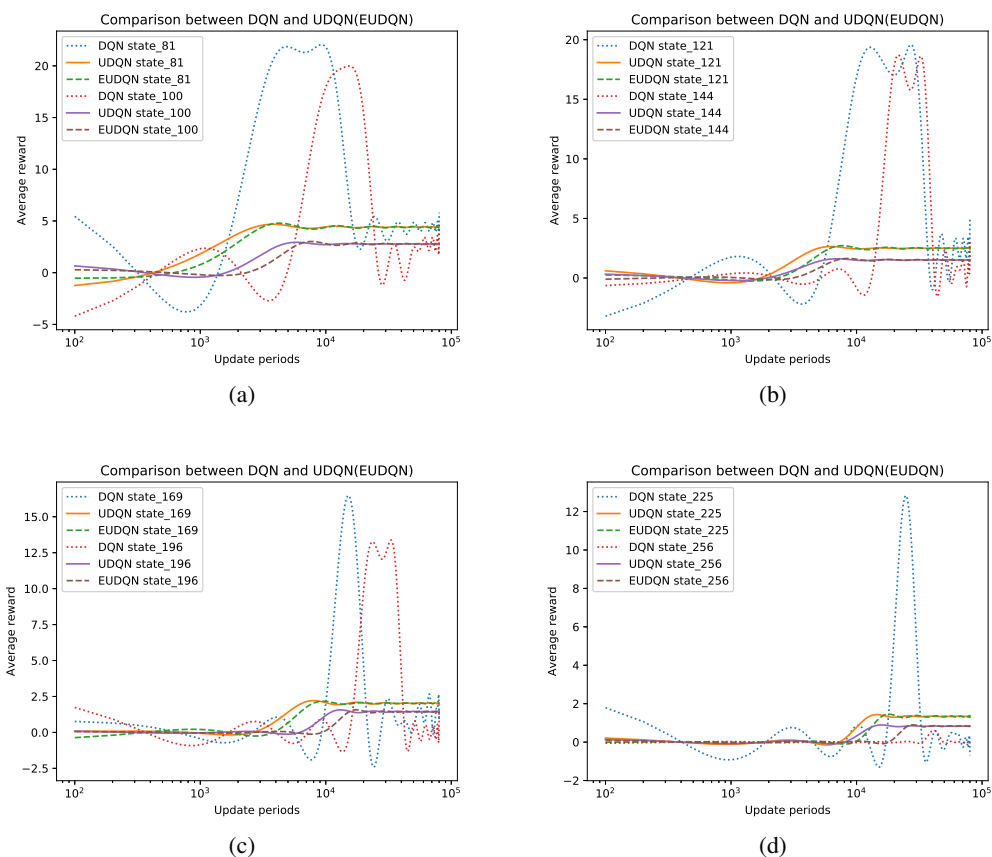 Comparison between DQN and UDQN(EUDQN)
DQN state_81
UDQN state_81
EUDQN state_81
DQN state_100
UDQN state_100
EUDQN state_100
20
15
10
5
0
−5
Average reward
10²
10³
10⁴
10⁵
Update periods
(a)
Comparison between DQN and UDQN(EUDQN)
DQN state_121
UDQN state_121
EUDQN state_121
DQN state_144
UDQN state_144
EUDQN state_144
20
15
10
5
0
Average reward
10²
10³
10⁴
10⁵
Update periods
(b)
Comparison between DQN and UDQN(EUDQN)
DQN state_169
UDQN state_169
EUDQN state_169
DQN state_196
UDQN state_196
EUDQN state_196
15.0
12.5
10.0
7.5
5.0
2.5
0.0
−2.5
Average reward
10²
10³
10⁴
10⁵
Update periods
(c)
Comparison between DQN and UDQN(EUDQN)
DQN state_225
UDQN state_225
EUDQN state_225
DQN state_256
UDQN state_256
EUDQN state_256
12
10
8
6
4
2
0
−2
Average reward
10²
10³
10⁴
10⁵
Update periods
(d)